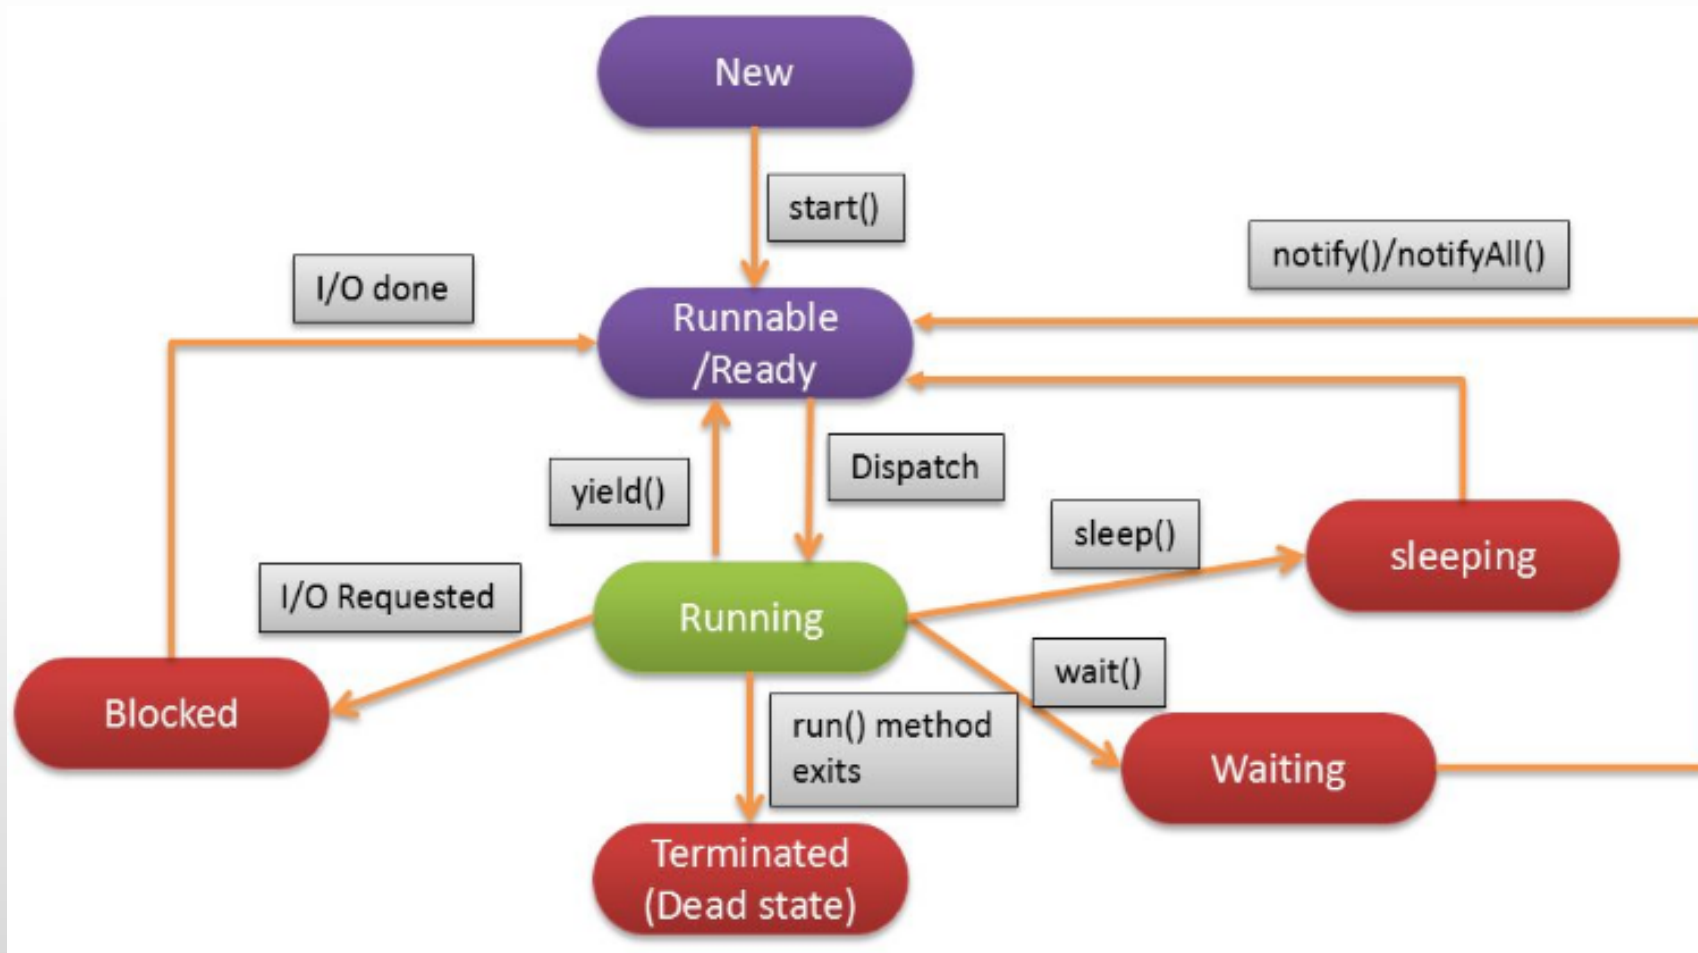 New
start()
notify()/notifyAll()
I/O done
Runnable
/Ready
Dispatch
yield()
sleep()
sleeping
I/O Requested
Running
wait()
Blocked
run() method
exits
Waiting
Terminated
(Dead state)